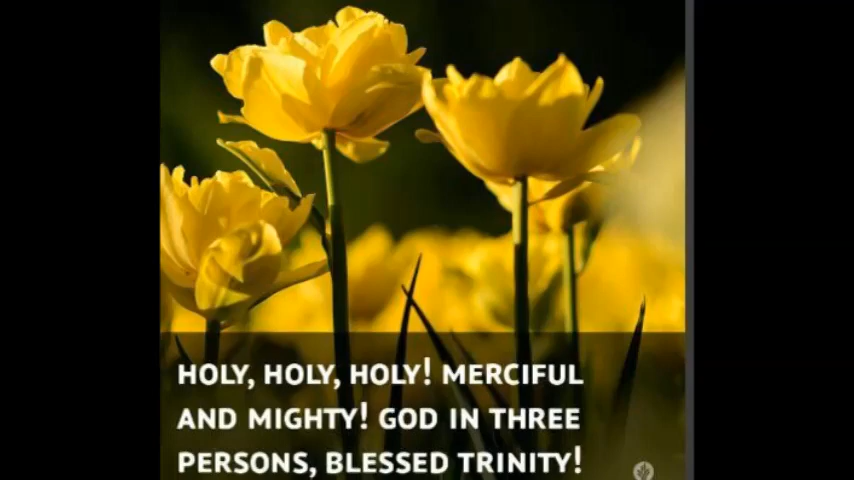 HOLY, HOLY, HOLY! MERCIFUL
AND MIGHTY! GOD IN THREE
PERSONS, BLESSED TRINITY!